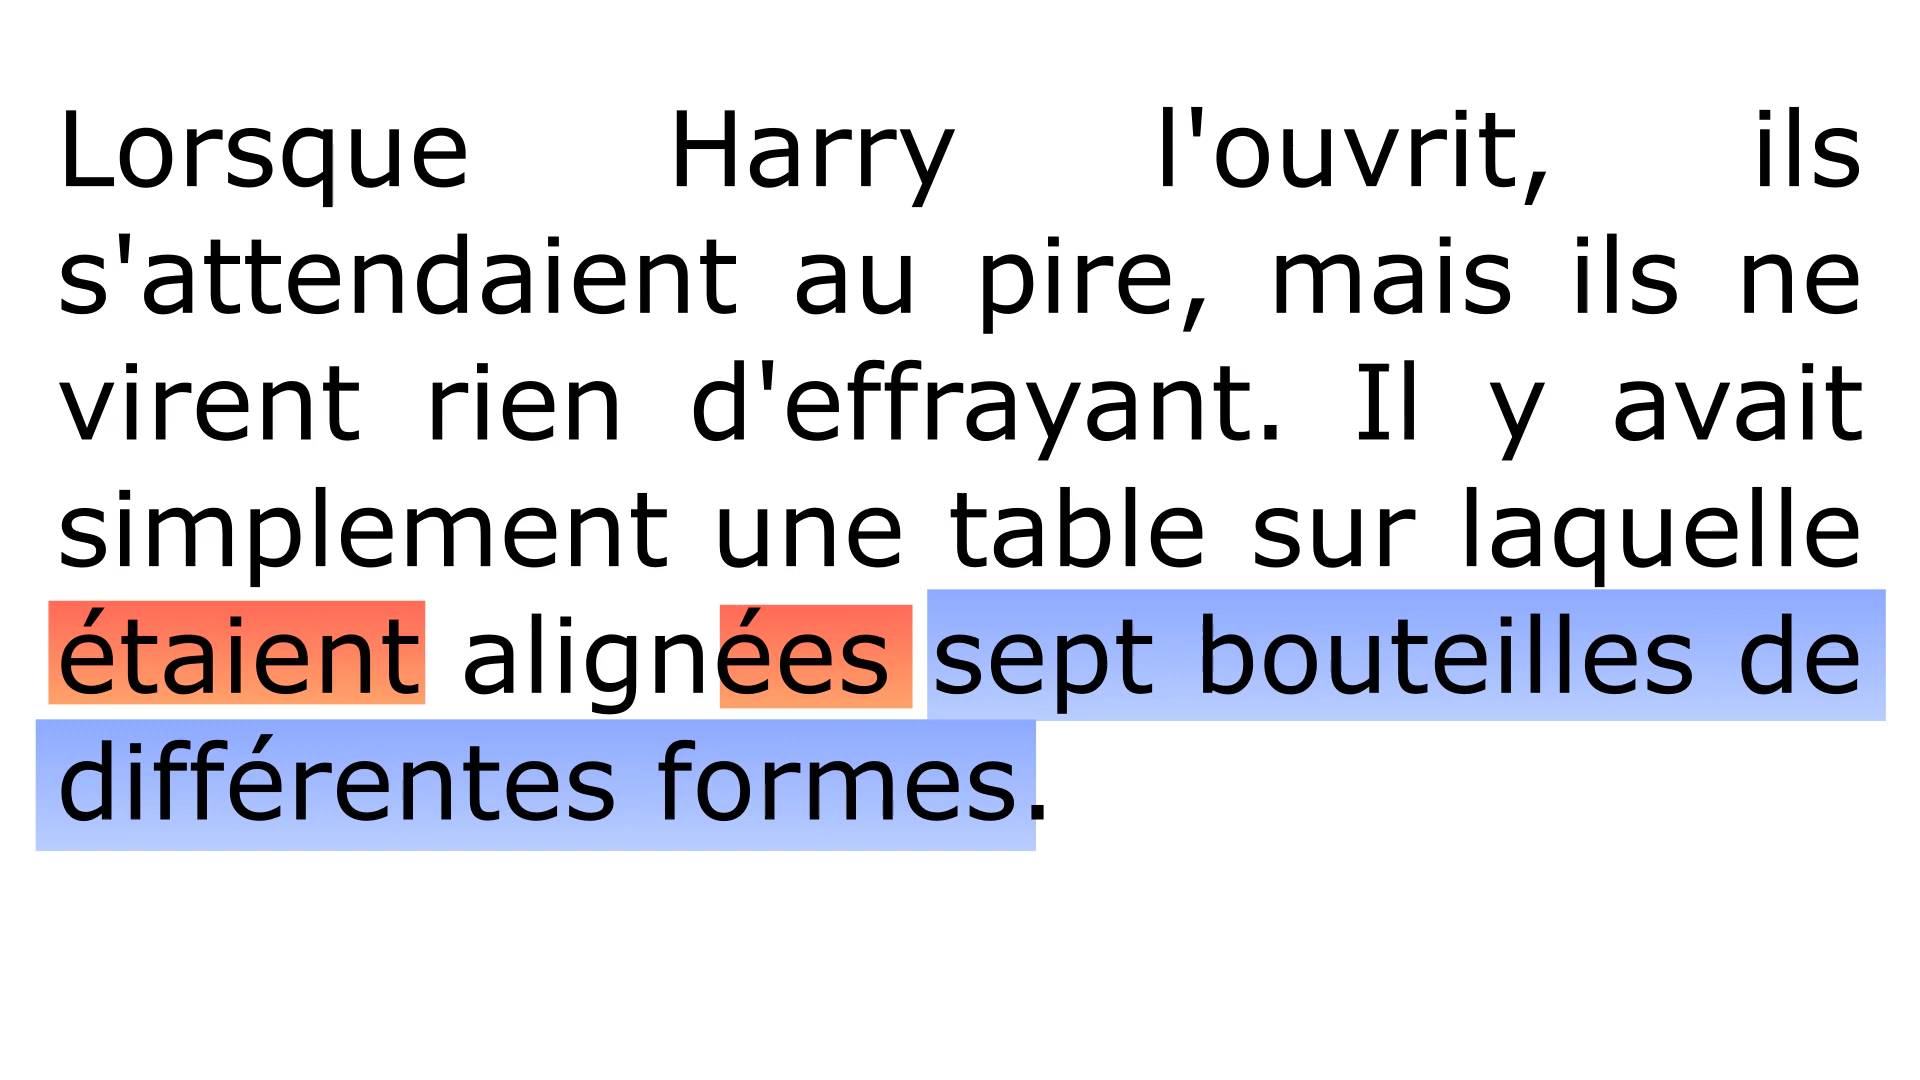 Lorsque Harry l'ouvrit, ils
s'attendaient au pire, mais ils ne
virent rien d'effrayant. Il y avait
simplement une table sur laquelle
étaient alignées sept bouteilles de
différentes formes.